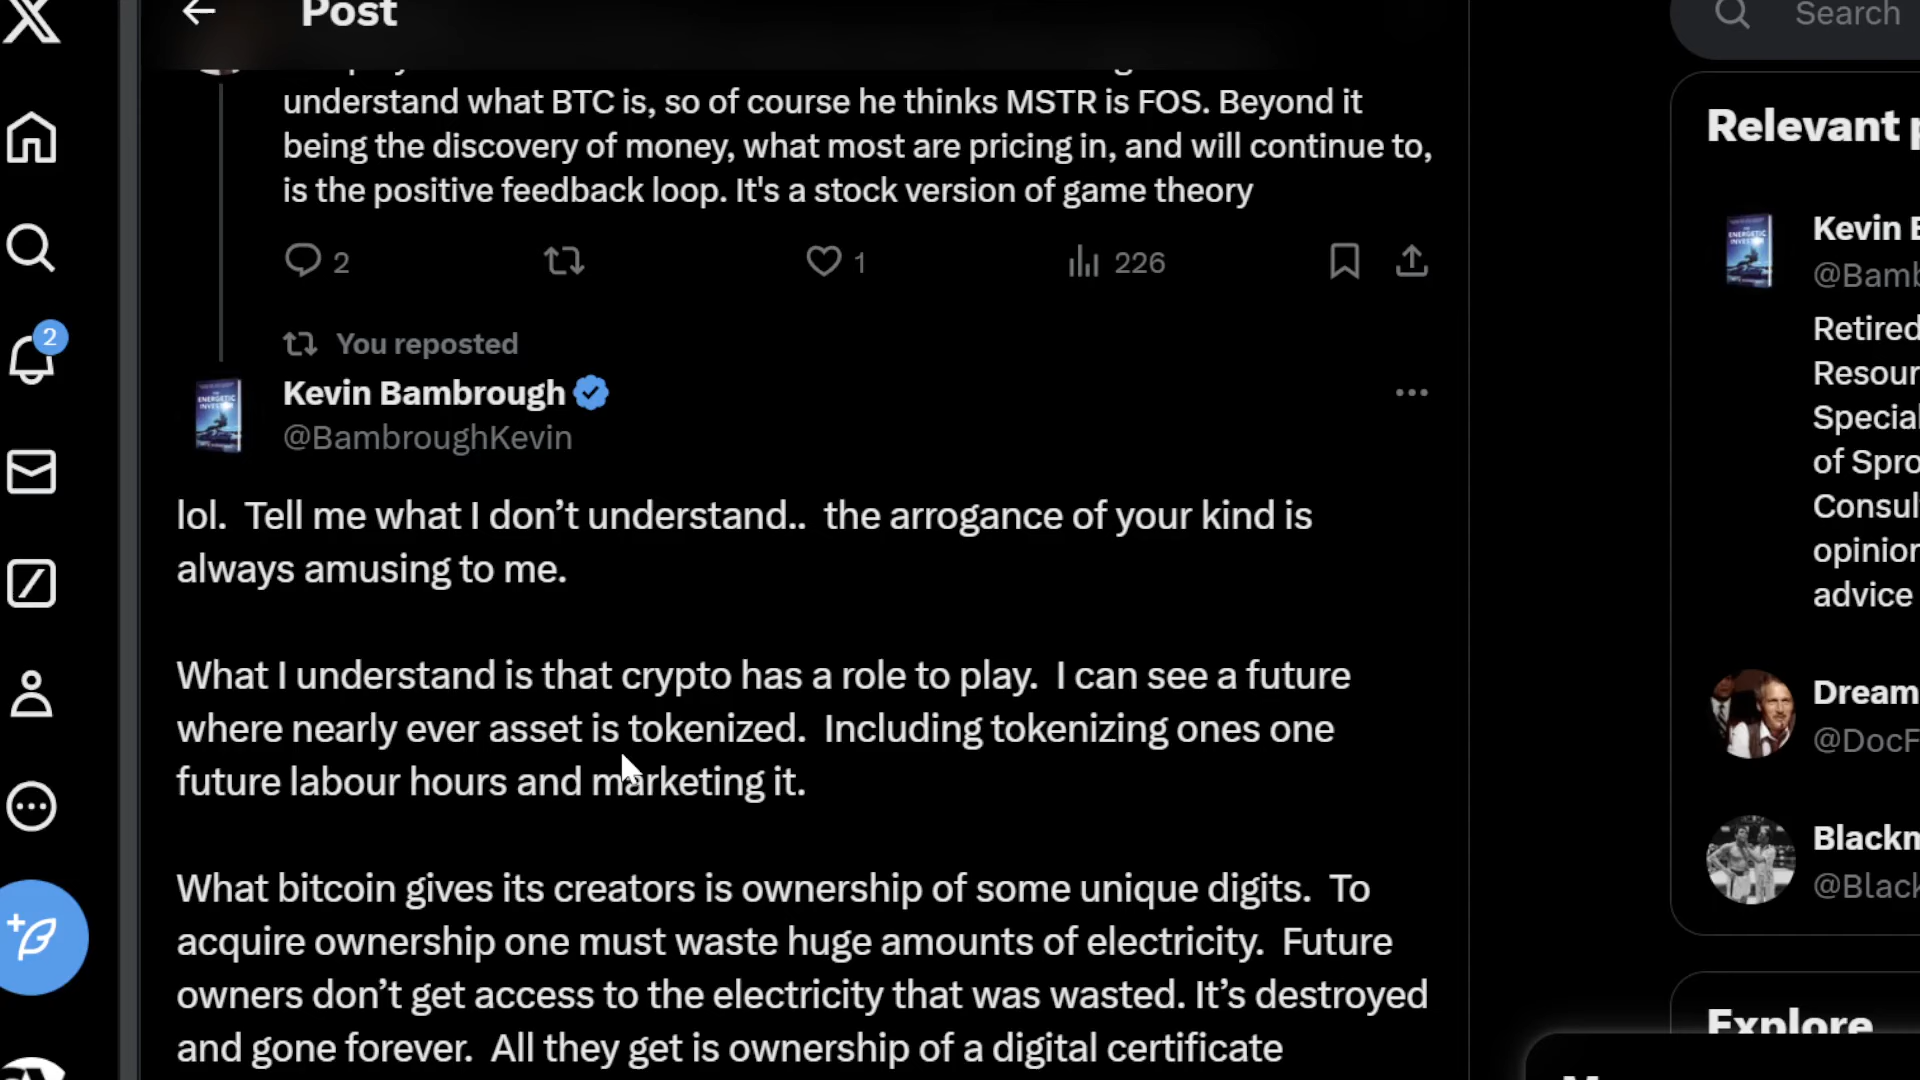 Post
Search
understand what BTC is, so of course he thinks MSTR is FOS. Beyond it
being the discovery of money, what most are pricing in, and will continue to,
is the positive feedback loop. It's a stock version of game theory
2
1
226
You reposted
Kevin Bambrough
@BambroughKevin
lol.  Tell me what I don’t understand..  the arrogance of your kind is
always amusing to me.
What I understand is that crypto has a role to play.  I can see a future
where nearly ever asset is tokenized.  Including tokenizing ones one
future labour hours and marketing it.
What bitcoin gives its creators is ownership of some unique digits.  To
acquire ownership one must waste huge amounts of electricity.  Future
owners don’t get access to the electricity that was wasted. It’s destroyed
and gone forever.  All they get is ownership of a digital certificate
2
Relevant
Kevin B
@Bamb
Retired
Resour
Special
of Spro
Consul
opinion
advice
Dream
@DocF
Blackn
@Black
Explore
ENERGETIC